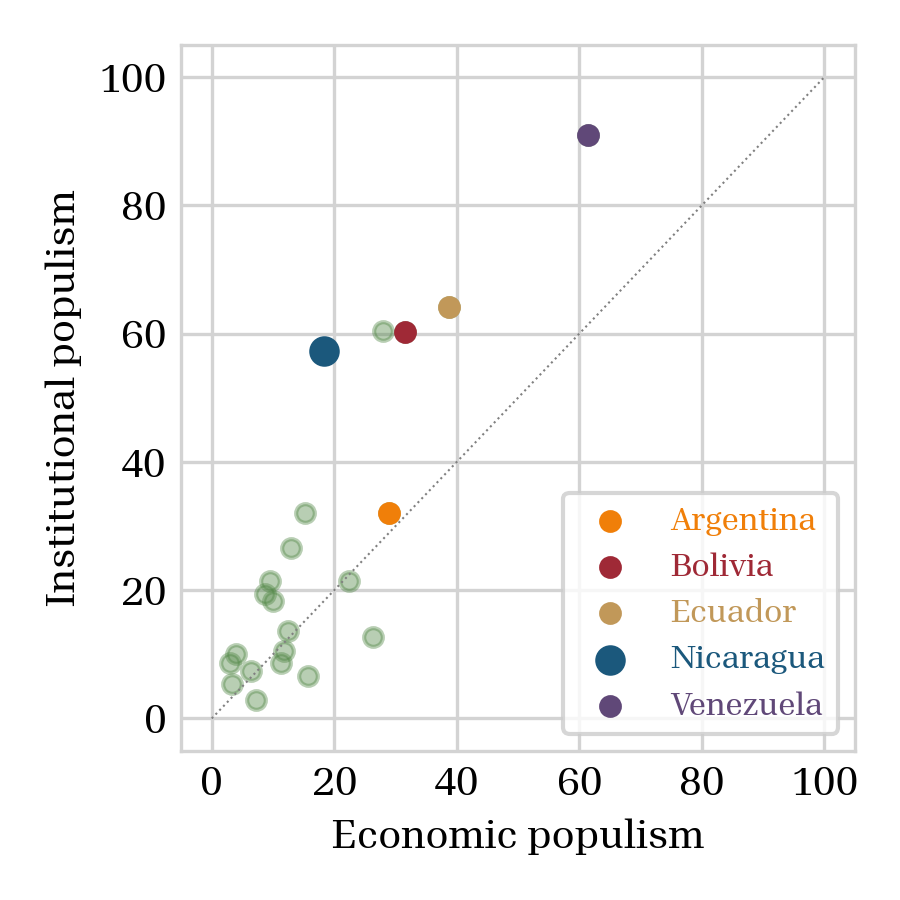 100
80
60
40
20
0
Institutional populism
Argentina
Bolivia
Ecuador
Nicaragua
Venezuela
0 20 40 60 80 100
Economic populism